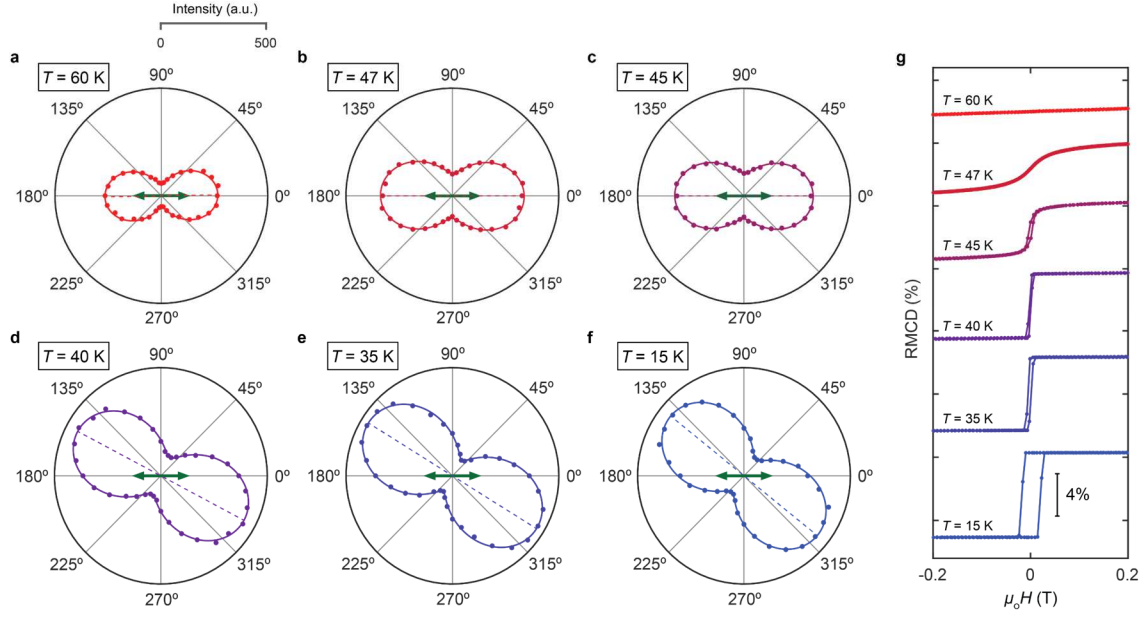 Intensity (a.u.)
0 500
a b c g
T = 60 K T = 47 K T = 45 K
90º 90º 90º
135º 45º 135º 45º 135º 45º
180º 0º 180º 0º 180º 0º
225º 315º 225º 315º 225º 315º
270º 270º 270º
d e f
T = 40 K T = 35 K T = 15 K
90º 90º 90º
135º 45º 135º 45º 135º 45º
180º 0º 180º 0º 180º 0º
225º 315º 225º 315º 225º 315º
270º 270º 270º
RMCD (%)
T = 60 K
T = 47 K
T = 45 K
T = 40 K
T = 35 K
4%
T = 15 K
-0.2 0 0.2
μoH (T)